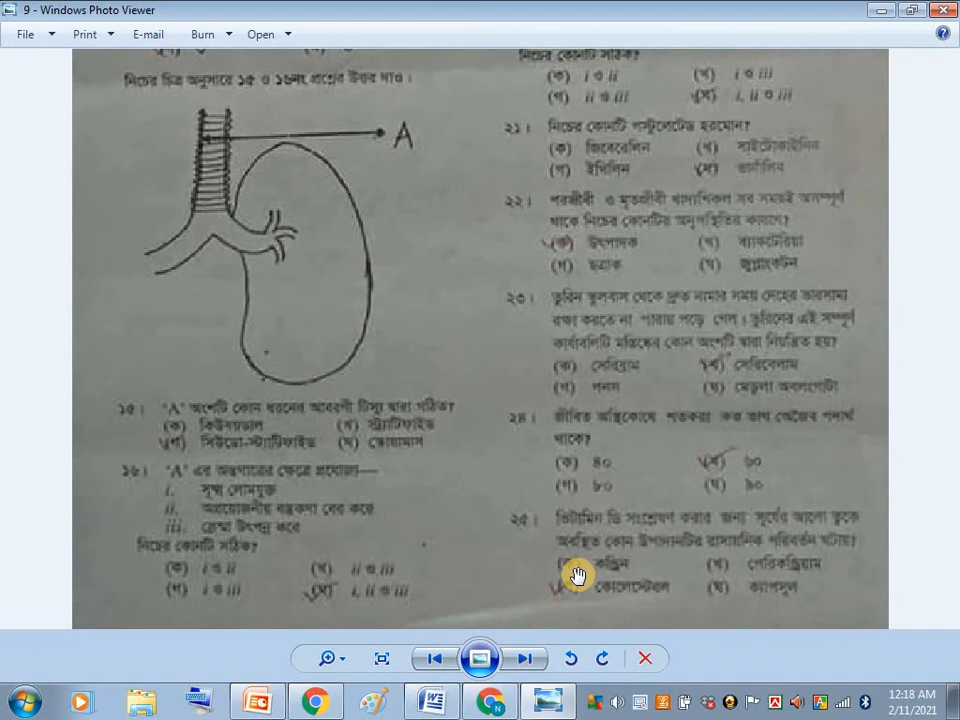 9 - Windows Photo Viewer
File Print E-mail Burn Open
নিচের চিত্র অনুসারে ১৫ ও ১৬নং প্রশ্নের উত্তর দাও :
A
১৫। ‘A’ অংশটি কোন ধরনের আবরণী টিস্যু দ্বারা গঠিত?
(ক) কিউবয়ডাল (খ) স্ট্র্যাটিফাইড
(গ) সিউডো-স্ট্র্যাটিফাইড (ঘ) স্কোয়ামাস
১৬। ‘A’ এর অন্তঃগাত্রের ক্ষেত্রে প্রযোজ্য—
i. সূক্ষ্ম লোমযুক্ত
ii. অপ্রয়োজনীয় বস্তুকণা বের করে
iii. শ্লেষ্মা উৎপন্ন করে
নিচের কোনটি সঠিক?
(ক) i ও ii (খ) ii ও iii
(গ) i ও iii (ঘ) i, ii ও iii
নিচের কোনটি সঠিক?
(ক) i ও ii (খ) i ও iii
(গ) ii ও iii (ঘ) i, ii ও iii
২১। নিচের কোনটি পস্টুলেটেড হরমোন?
(ক) জিবেরেলিন (খ) সাইটোকাইনিন
(গ) ইথিলিন (ঘ) ভার্নালিন
২২। পরজীবী ও মৃতজীবী খাদ্যশিকল সব সময়ই অসম্পূর্ণ
থাকে নিচের কোনটির অনুপস্থিতির কারণে?
(ক) উৎপাদক (খ) ব্যাকটেরিয়া
(গ) ছত্রাক (ঘ) জুপ্লাংকটন
২৩। তুরিন স্কুলবাস থেকে দ্রুত নামার সময় দেহের ভারসাম্য
রক্ষা করতে না পারায় পড়ে গেল। তুরিনের এই সম্পূর্ণ
কার্যাবলিটি মস্তিষ্কের কোন অংশটি দ্বারা নিয়ন্ত্রিত হয়?
(ক) সেরিব্রাম (খ) সেরিবেলাম
(গ) পনস (ঘ) মেডুলা অবলংগাটা
২৪। জীবিত অস্থিকোষে শতকরা কত ভাগ জৈব পদার্থ
থাকে?
(ক) ৪০ (খ) ৬০
(গ) ৮০ (ঘ) ৯০
২৫। ভিটামিন ডি সংশ্লেষণ করার জন্য সূর্যের আলো ত্বকে
অবস্থিত কোন উপাদানটির রাসায়নিক পরিবর্তন ঘটায়?
কন্ড্রিন (খ) পেরিকন্ড্রিয়াম
কোলেস্টেরল (ঘ) ক্যাপসুল
12:18 AM
2/11/2021